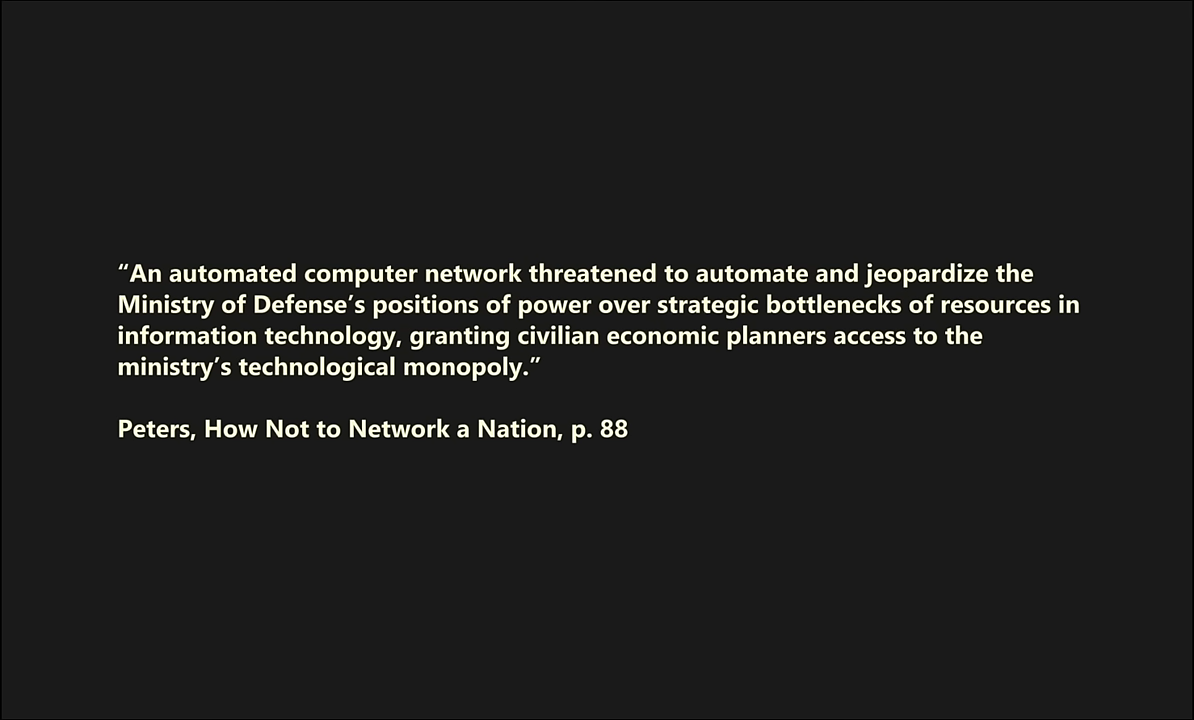 “An automated computer network threatened to automate and jeopardize the
Ministry of Defense’s positions of power over strategic bottlenecks of resources in
information technology, granting civilian economic planners access to the
ministry’s technological monopoly.”
Peters, How Not to Network a Nation, p. 88